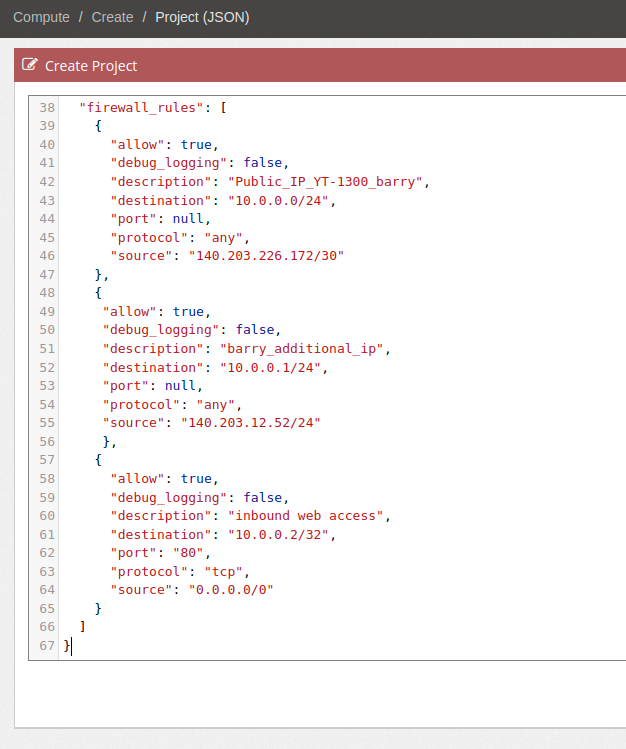 Compute / Create / Project (JSON)
Create Project
38 "firewall_rules": [
39 {
40 "allow": true,
41 "debug_logging": false,
42 "description": "Public_IP_YT-1300_barry",
43 "destination": "10.0.0.0/24",
44 "port": null,
45 "protocol": "any",
46 "source": "140.203.226.172/30"
47 },
48 {
49 "allow": true,
50 "debug_logging": false,
51 "description": "barry_additional_ip",
52 "destination": "10.0.0.1/24",
53 "port": null,
54 "protocol": "any",
55 "source": "140.203.12.52/24"
56 },
57 {
58 "allow": true,
59 "debug_logging": false,
60 "description": "inbound web access",
61 "destination": "10.0.0.2/32",
62 "port": "80",
63 "protocol": "tcp",
64 "source": "0.0.0.0/0"
65 }
66 ]
67 }